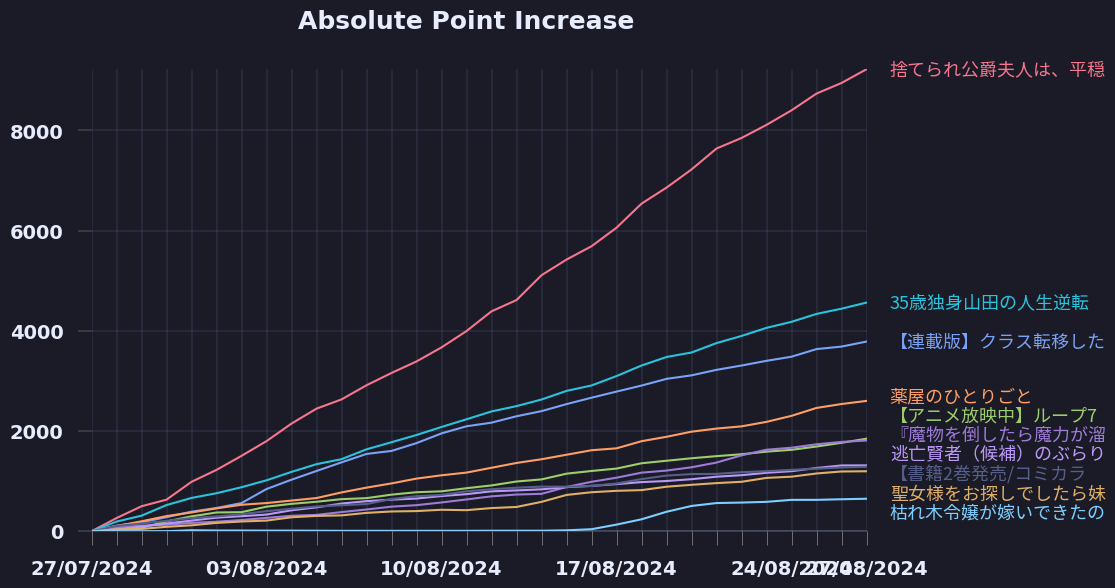 Absolute Point Increase
8000
6000
4000
2000
0
捨てられ公爵夫人は、平穏
35歳独身山田の人生逆転
【連載版】クラス転移した
薬屋のひとりごと
【アニメ放映中】ループ7
『魔物を倒したら魔力が溜
逃亡賢者（候補）のぶらり
【書籍2巻発売/コミカラ
聖女様をお探しでしたら妹
枯れ木令嬢が嫁いできたの
27/07/2024 03/08/2024 10/08/2024 17/08/2024 24/08/2024 27/08/2024